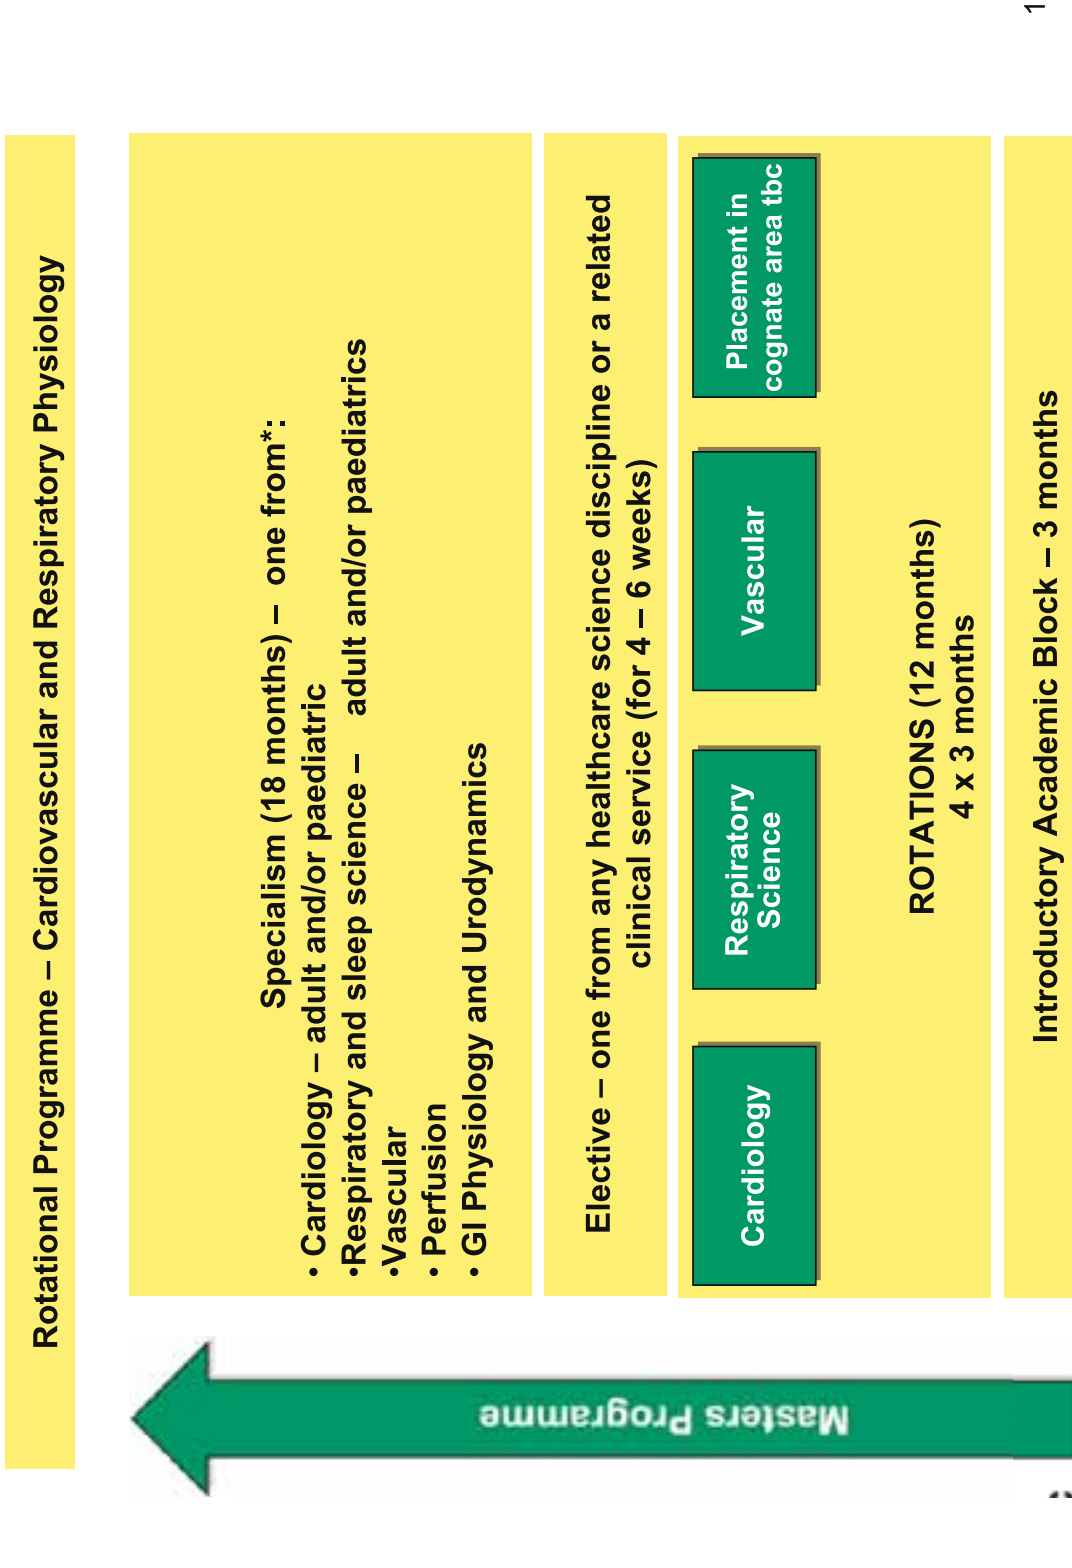 Rotational Programme – Cardiovascular and Respiratory Physiology
Specialism (18 months) – one from*:
• Cardiology – adult and/or paediatric
•Respiratory and sleep science – adult and/or paediatrics
•Vascular
• Perfusion
• GI Physiology and Urodynamics
Elective – one from any healthcare science discipline or a related
clinical service (for 4 – 6 weeks)
Cardiology
Respiratory
Science
Vascular
Placement in
cognate area tbc
ROTATIONS (12 months)
4 x 3 months
Introductory Academic Block – 3 months
Masters Programme
1